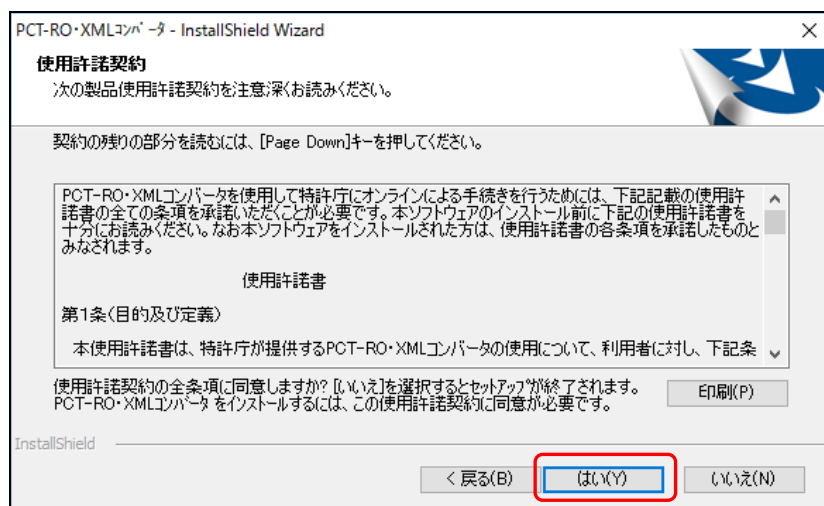 PCT-RO･XMLｺﾝﾊﾞｰﾀ - InstallShield Wizard
使用許諾契約
次の製品使用許諾契約を注意深くお読みください。
契約の残りの部分を読むには、[Page Down]キーを押してください。
PCT-RO･XMLコンバータを使用して特許庁にオンラインによる手続きを行うためには、下記記載の使用許
諾書の全ての条項を承諾いただくことが必要です。本ソフトウェアのインストール前に下記の使用許諾書を
十分にお読みください。なお本ソフトウェアをインストールされた方は、使用許諾書の各条項を承諾したものと
みなされます。
使用許諾書
第1条(目的及び定義)
本使用許諾書は、特許庁が提供するPCT-RO･XMLコンバータの使用について、利用者に対し、下記条
使用許諾契約の全条項に同意しますか? [いいえ]を選択するとセットアップが終了されます。
PCT-RO･XMLｺﾝﾊﾞｰﾀ をインストールするには、この使用許諾契約に同意が必要です。
印刷(P)
InstallShield
< 戻る(B)
はい(Y)
いいえ(N)